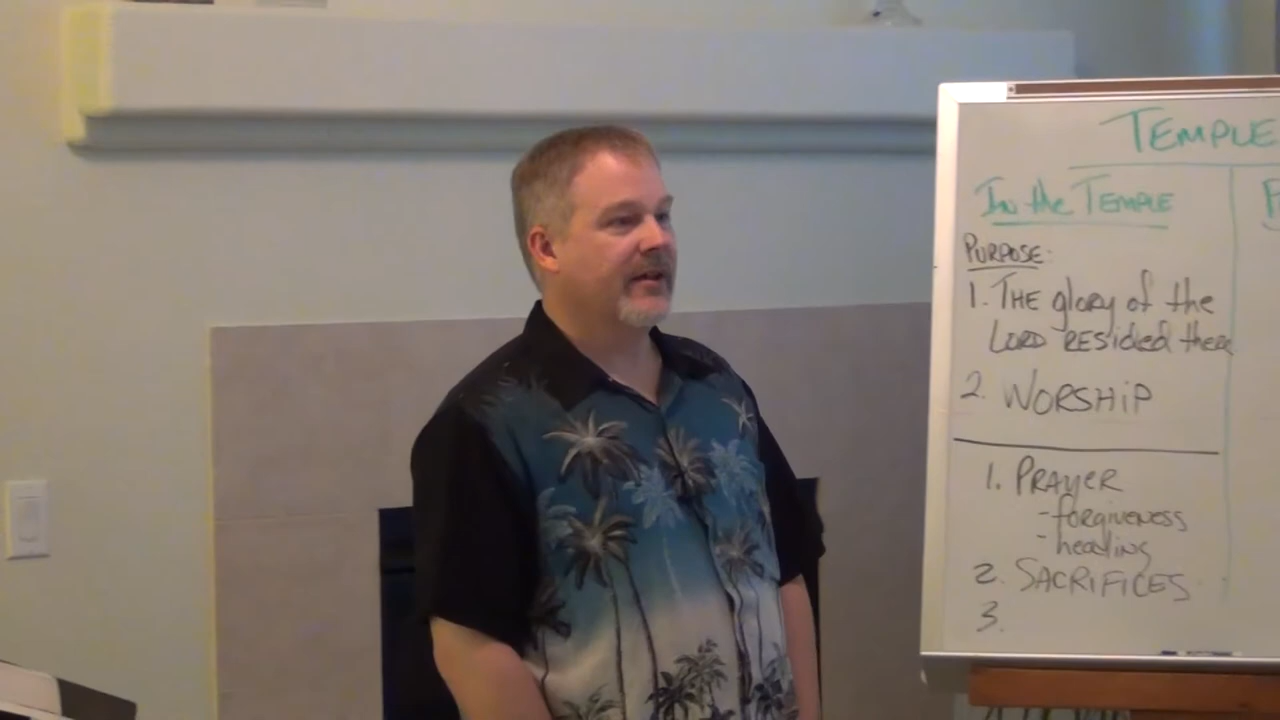 TEMPLE
In the TEMPLE
PURPOSE:
1. THE glory of the
LORD RESIDED there
2. WORSHIP
1. PRAYER
- forgiveness
- healing
2. SACRIFICES
3.